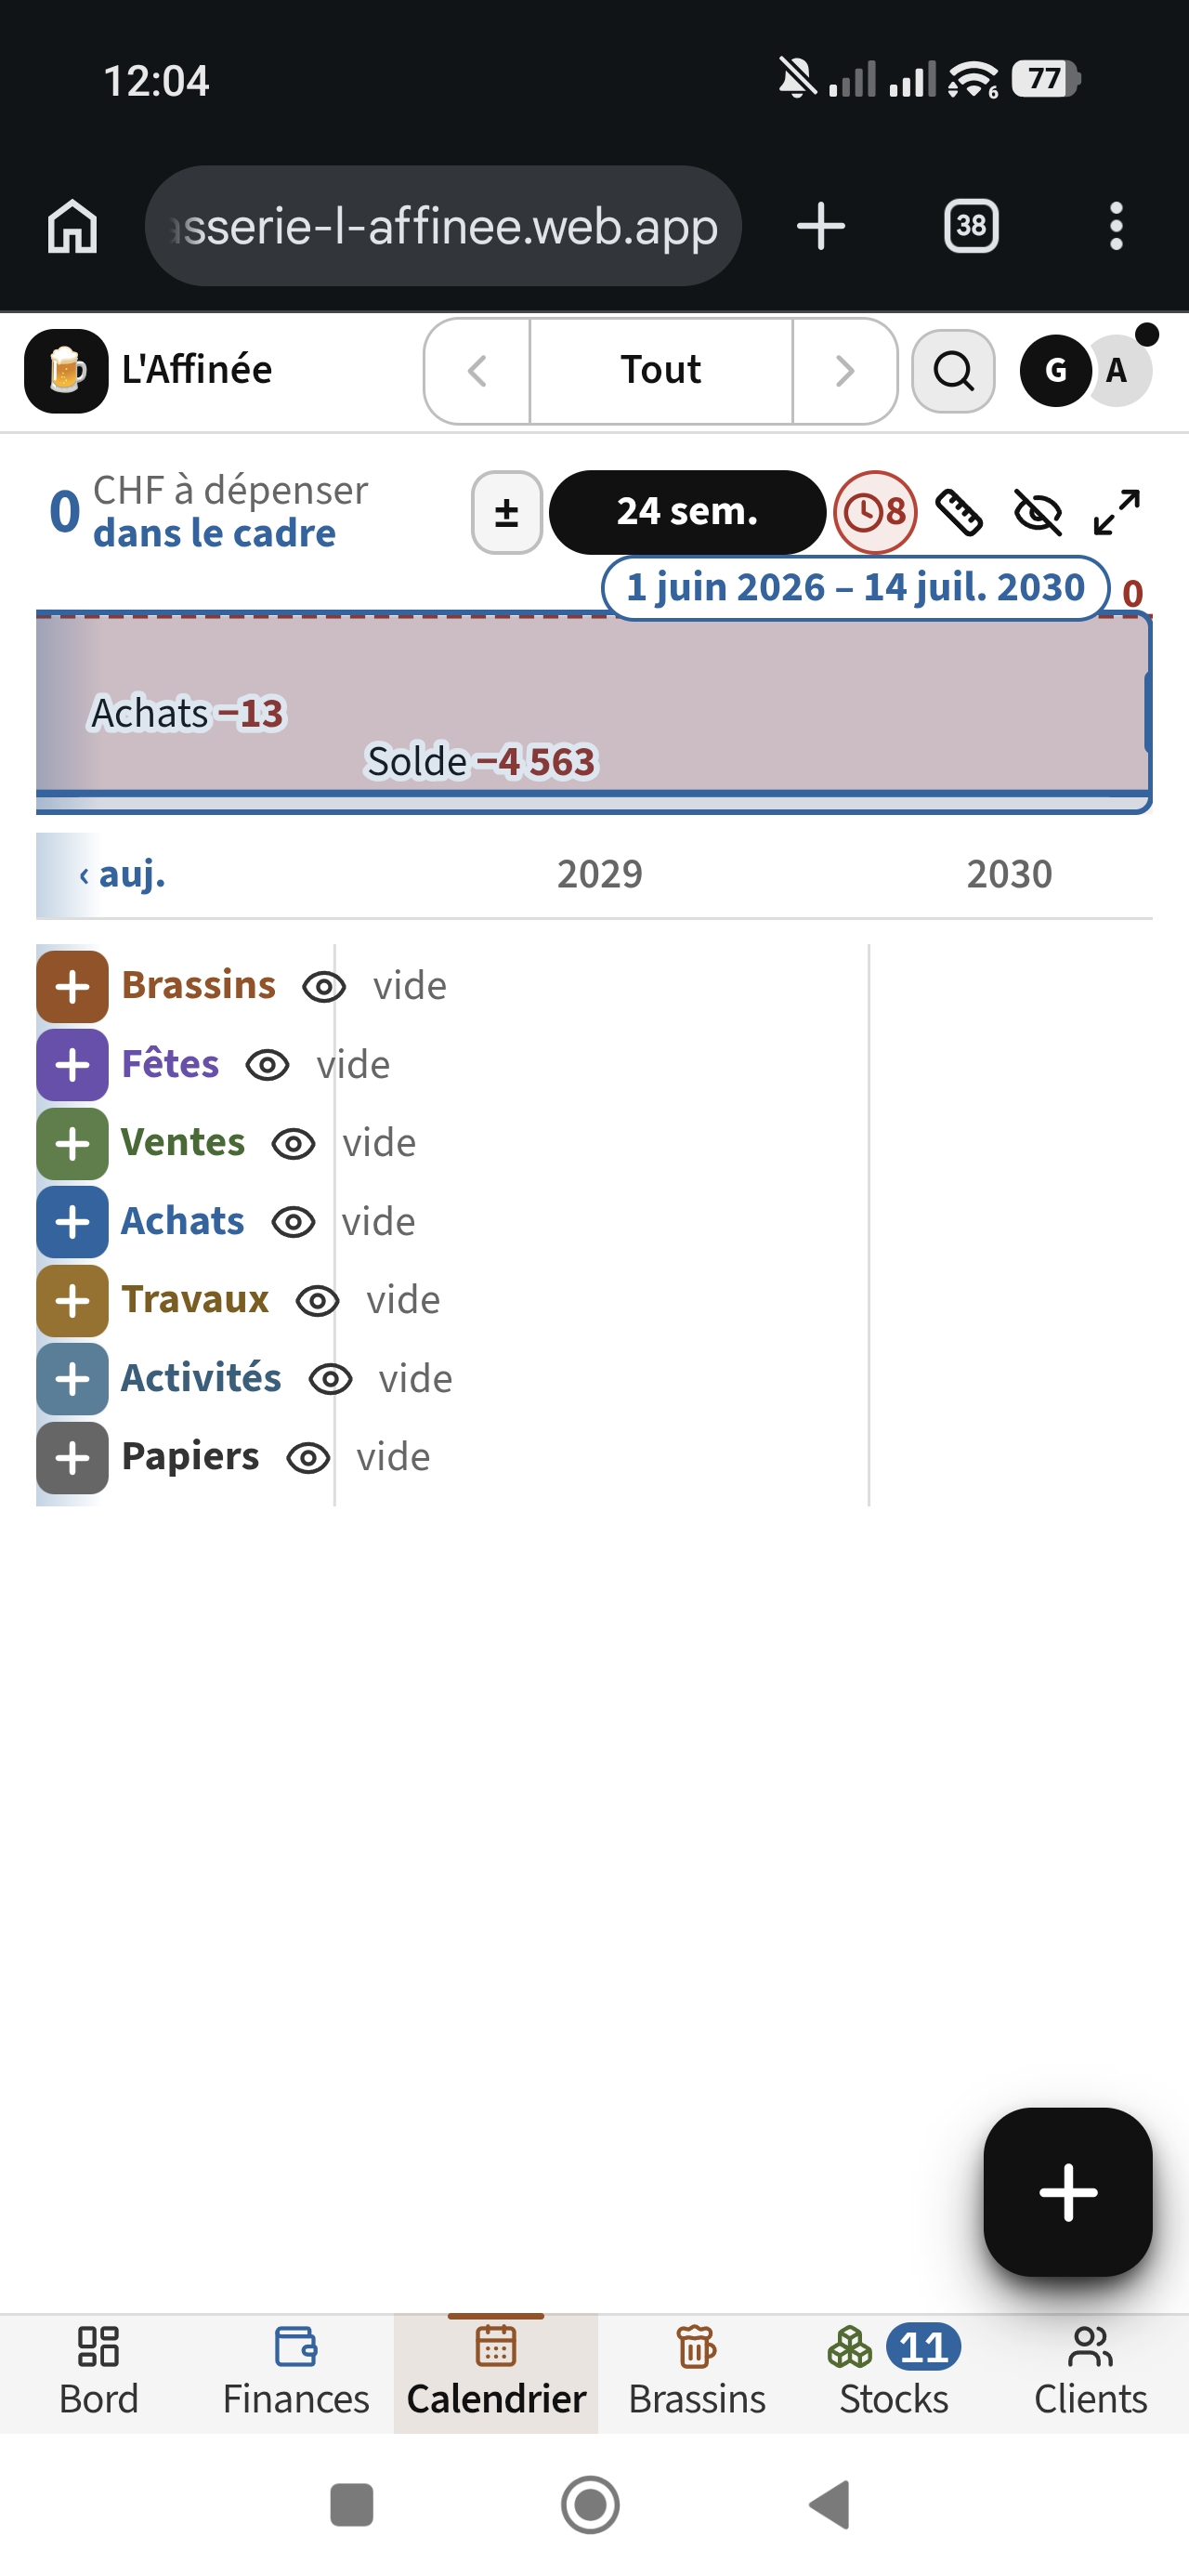 12:04
6
77
asserie-l-affinee.web.app
38
L'Affinée
Tout
G
A
0 CHF à dépenser
dans le cadre
±
24 sem.
8
1 juin 2026 – 14 juil. 2030
0
Achats −13
Solde −4 563
‹ auj.
2029
2030
Brassins vide
Fêtes vide
Ventes vide
Achats vide
Travaux vide
Activités vide
Papiers vide
Bord
Finances
Calendrier
Brassins
11
Stocks
Clients